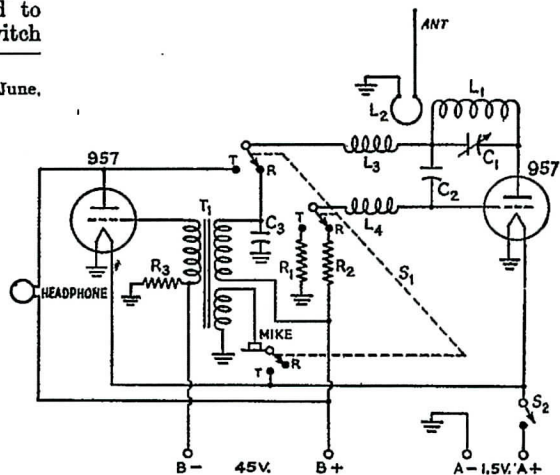 d to
witch
June,
ANT
L2
L1
L3
C1
957
957
C2
T
R
T1
C3
T
R
L4
R3
R1
R2
S1
HEADPHONE
MIKE
T
R
S2
B-
45V.
B+
A-
1.5V.
A+